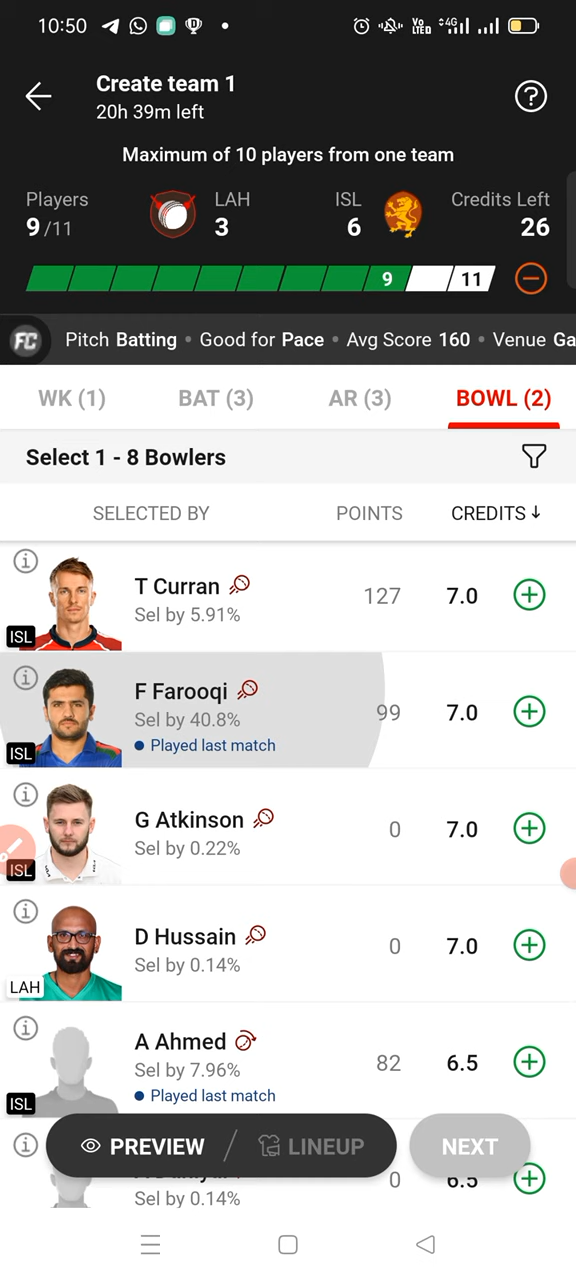 10:50 Vo LTED 4G
Create team 1
20h 39m left
Maximum of 10 players from one team
Players LAH ISL Credits Left
9/11 3 6 26
9 11
FC Pitch Batting • Good for Pace • Avg Score 160 • Venue Ga
WK (1) BAT (3) AR (3) BOWL (2)
Select 1 - 8 Bowlers
SELECTED BY POINTS CREDITS ↓
T Curran
Sel by 5.91%
127 7.0
ISL
F Farooqi
Sel by 40.8%
99 7.0
Played last match
ISL
G Atkinson
Sel by 0.22%
0 7.0
ISL
D Hussain
Sel by 0.14%
0 7.0
LAH
A Ahmed
Sel by 7.96%
82 6.5
Played last match
ISL
PREVIEW / LINEUP NEXT
0 6.5
Sel by 0.14%